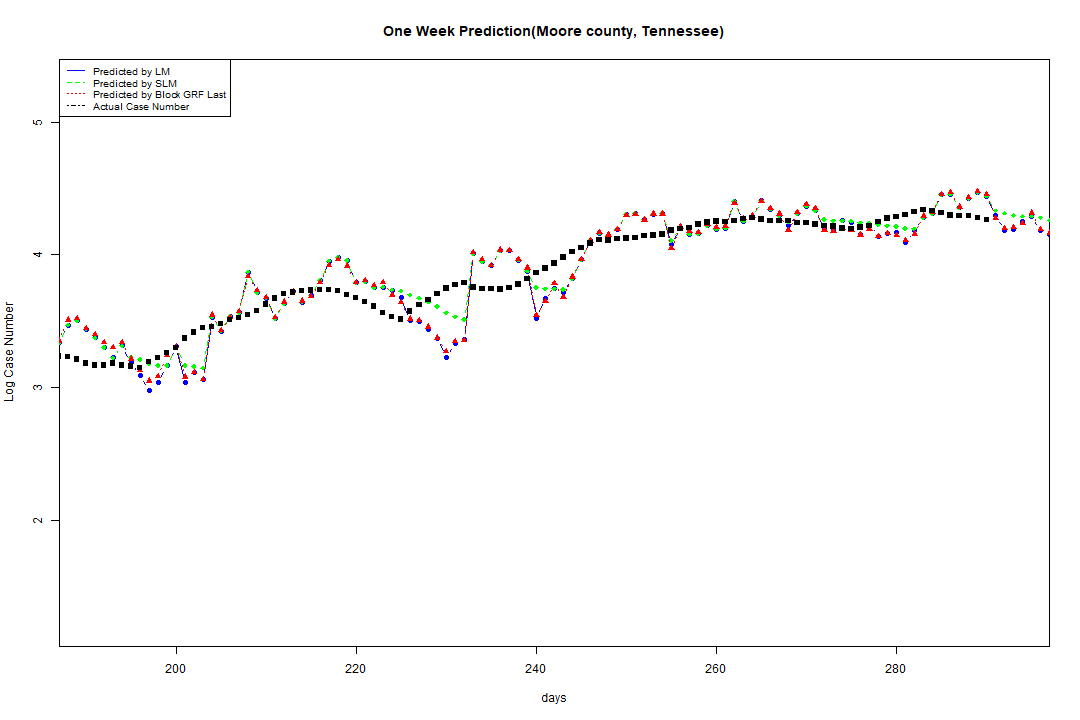 One Week Prediction(Moore county, Tennessee)
Predicted by LM
Predicted by SLM
Predicted by Block GRF Last
Actual Case Number
5
4
3
2
Log Case Number
200 220 240 260 280
days